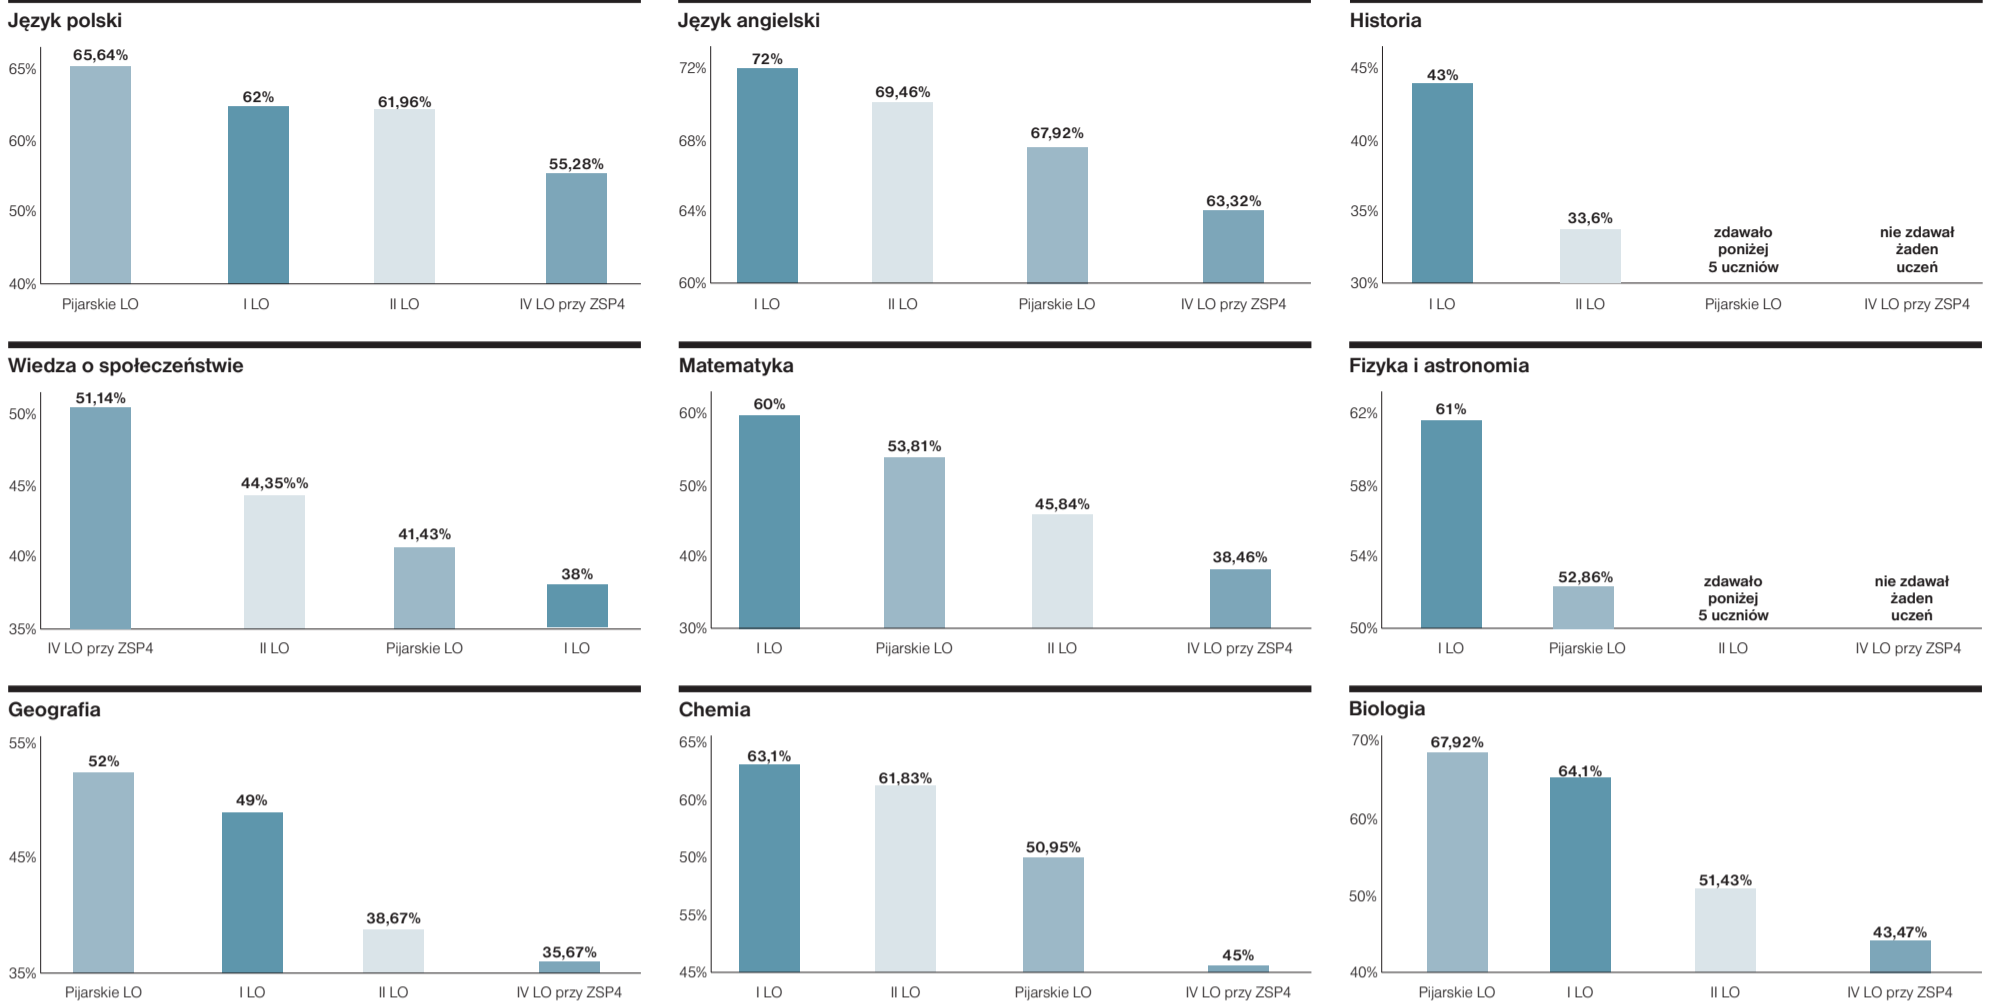 Język polski
65%
60%
50%
40%
65,64%
62%
61,96%
55,28%
Pijarskie LO
I LO
II LO
IV LO przy ZSP4
Język angielski
72%
68%
64%
60%
72%
69,46%
67,92%
63,32%
I LO
II LO
Pijarskie LO
IV LO przy ZSP4
Historia
45%
40%
35%
30%
43%
33,6%
zdawało
poniżej
5 uczniów
nie zdawał
żaden
uczeń
I LO
II LO
Pijarskie LO
IV LO przy ZSP4
Wiedza o społeczeństwie
50%
45%
40%
35%
51,14%
44,35%%
41,43%
38%
IV LO przy ZSP4
II LO
Pijarskie LO
I LO
Matematyka
60%
50%
40%
30%
60%
53,81%
45,84%
38,46%
I LO
Pijarskie LO
II LO
IV LO przy ZSP4
Fizyka i astronomia
62%
58%
54%
50%
61%
52,86%
zdawało
poniżej
5 uczniów
nie zdawał
żaden
uczeń
I LO
Pijarskie LO
II LO
IV LO przy ZSP4
Geografia
55%
45%
35%
52%
49%
38,67%
35,67%
Pijarskie LO
I LO
II LO
IV LO przy ZSP4
Chemia
65%
60%
50%
55%
45%
63,1%
61,83%
50,95%
45%
I LO
II LO
Pijarskie LO
IV LO przy ZSP4
Biologia
70%
60%
50%
40%
67,92%
64,1%
51,43%
43,47%
Pijarskie LO
I LO
II LO
IV LO przy ZSP4